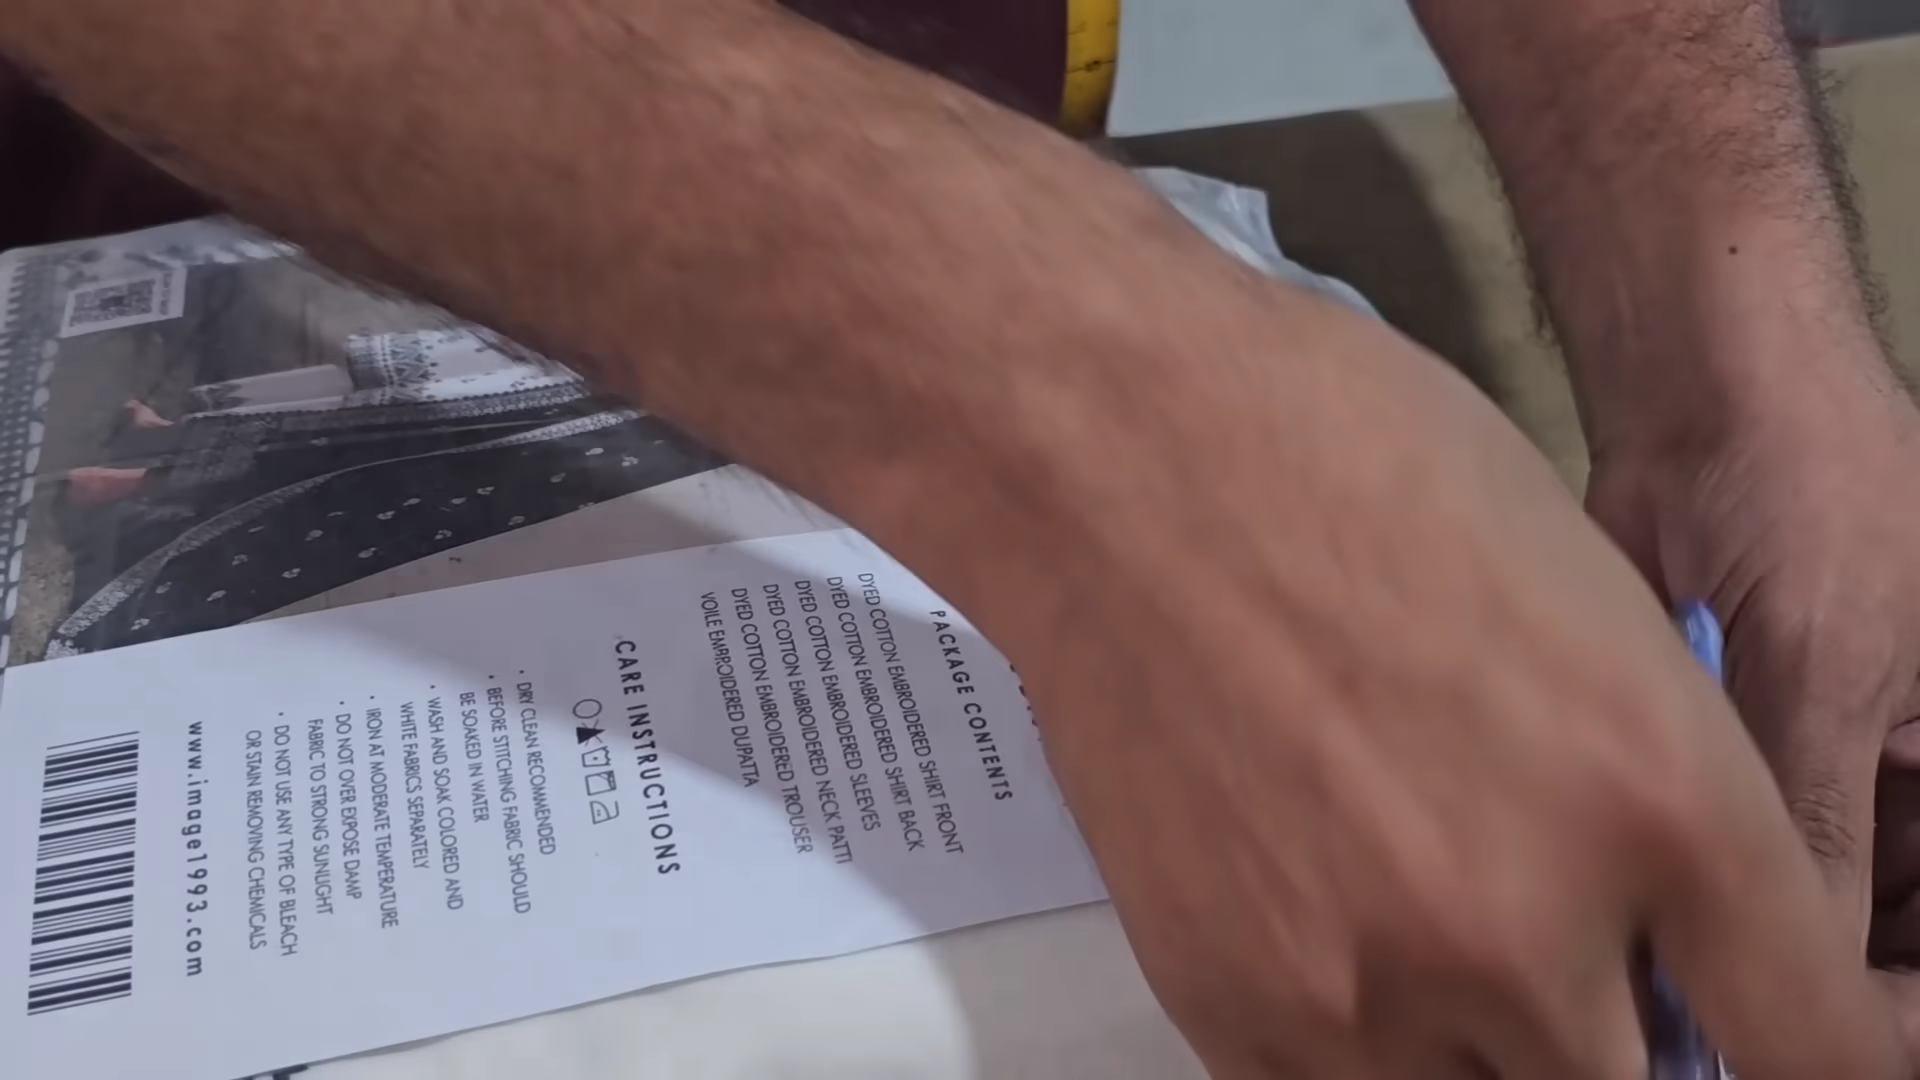 PACKAGE CONTENTS
DYED COTTON EMBROIDERED SHIRT FRONT
DYED COTTON EMBROIDERED SHIRT BACK
DYED COTTON EMBROIDERED SLEEVES
DYED COTTON EMBROIDERED NECK PATTI
DYED COTTON EMBROIDERED TROUSER
VOILE EMBROIDERED DUPATTA
CARE INSTRUCTIONS
• DRY CLEAN RECOMMENDED
• BEFORE STITCHING FABRIC SHOULD
BE SOAKED IN WATER
• WASH AND SOAK COLORED AND
WHITE FABRICS SEPARATELY
• IRON AT MODERATE TEMPERATURE
• DO NOT OVER EXPOSE DAMP
FABRIC TO STRONG SUNLIGHT
• DO NOT USE ANY TYPE OF BLEACH
OR STAIN REMOVING CHEMICALS
www.image1993.com